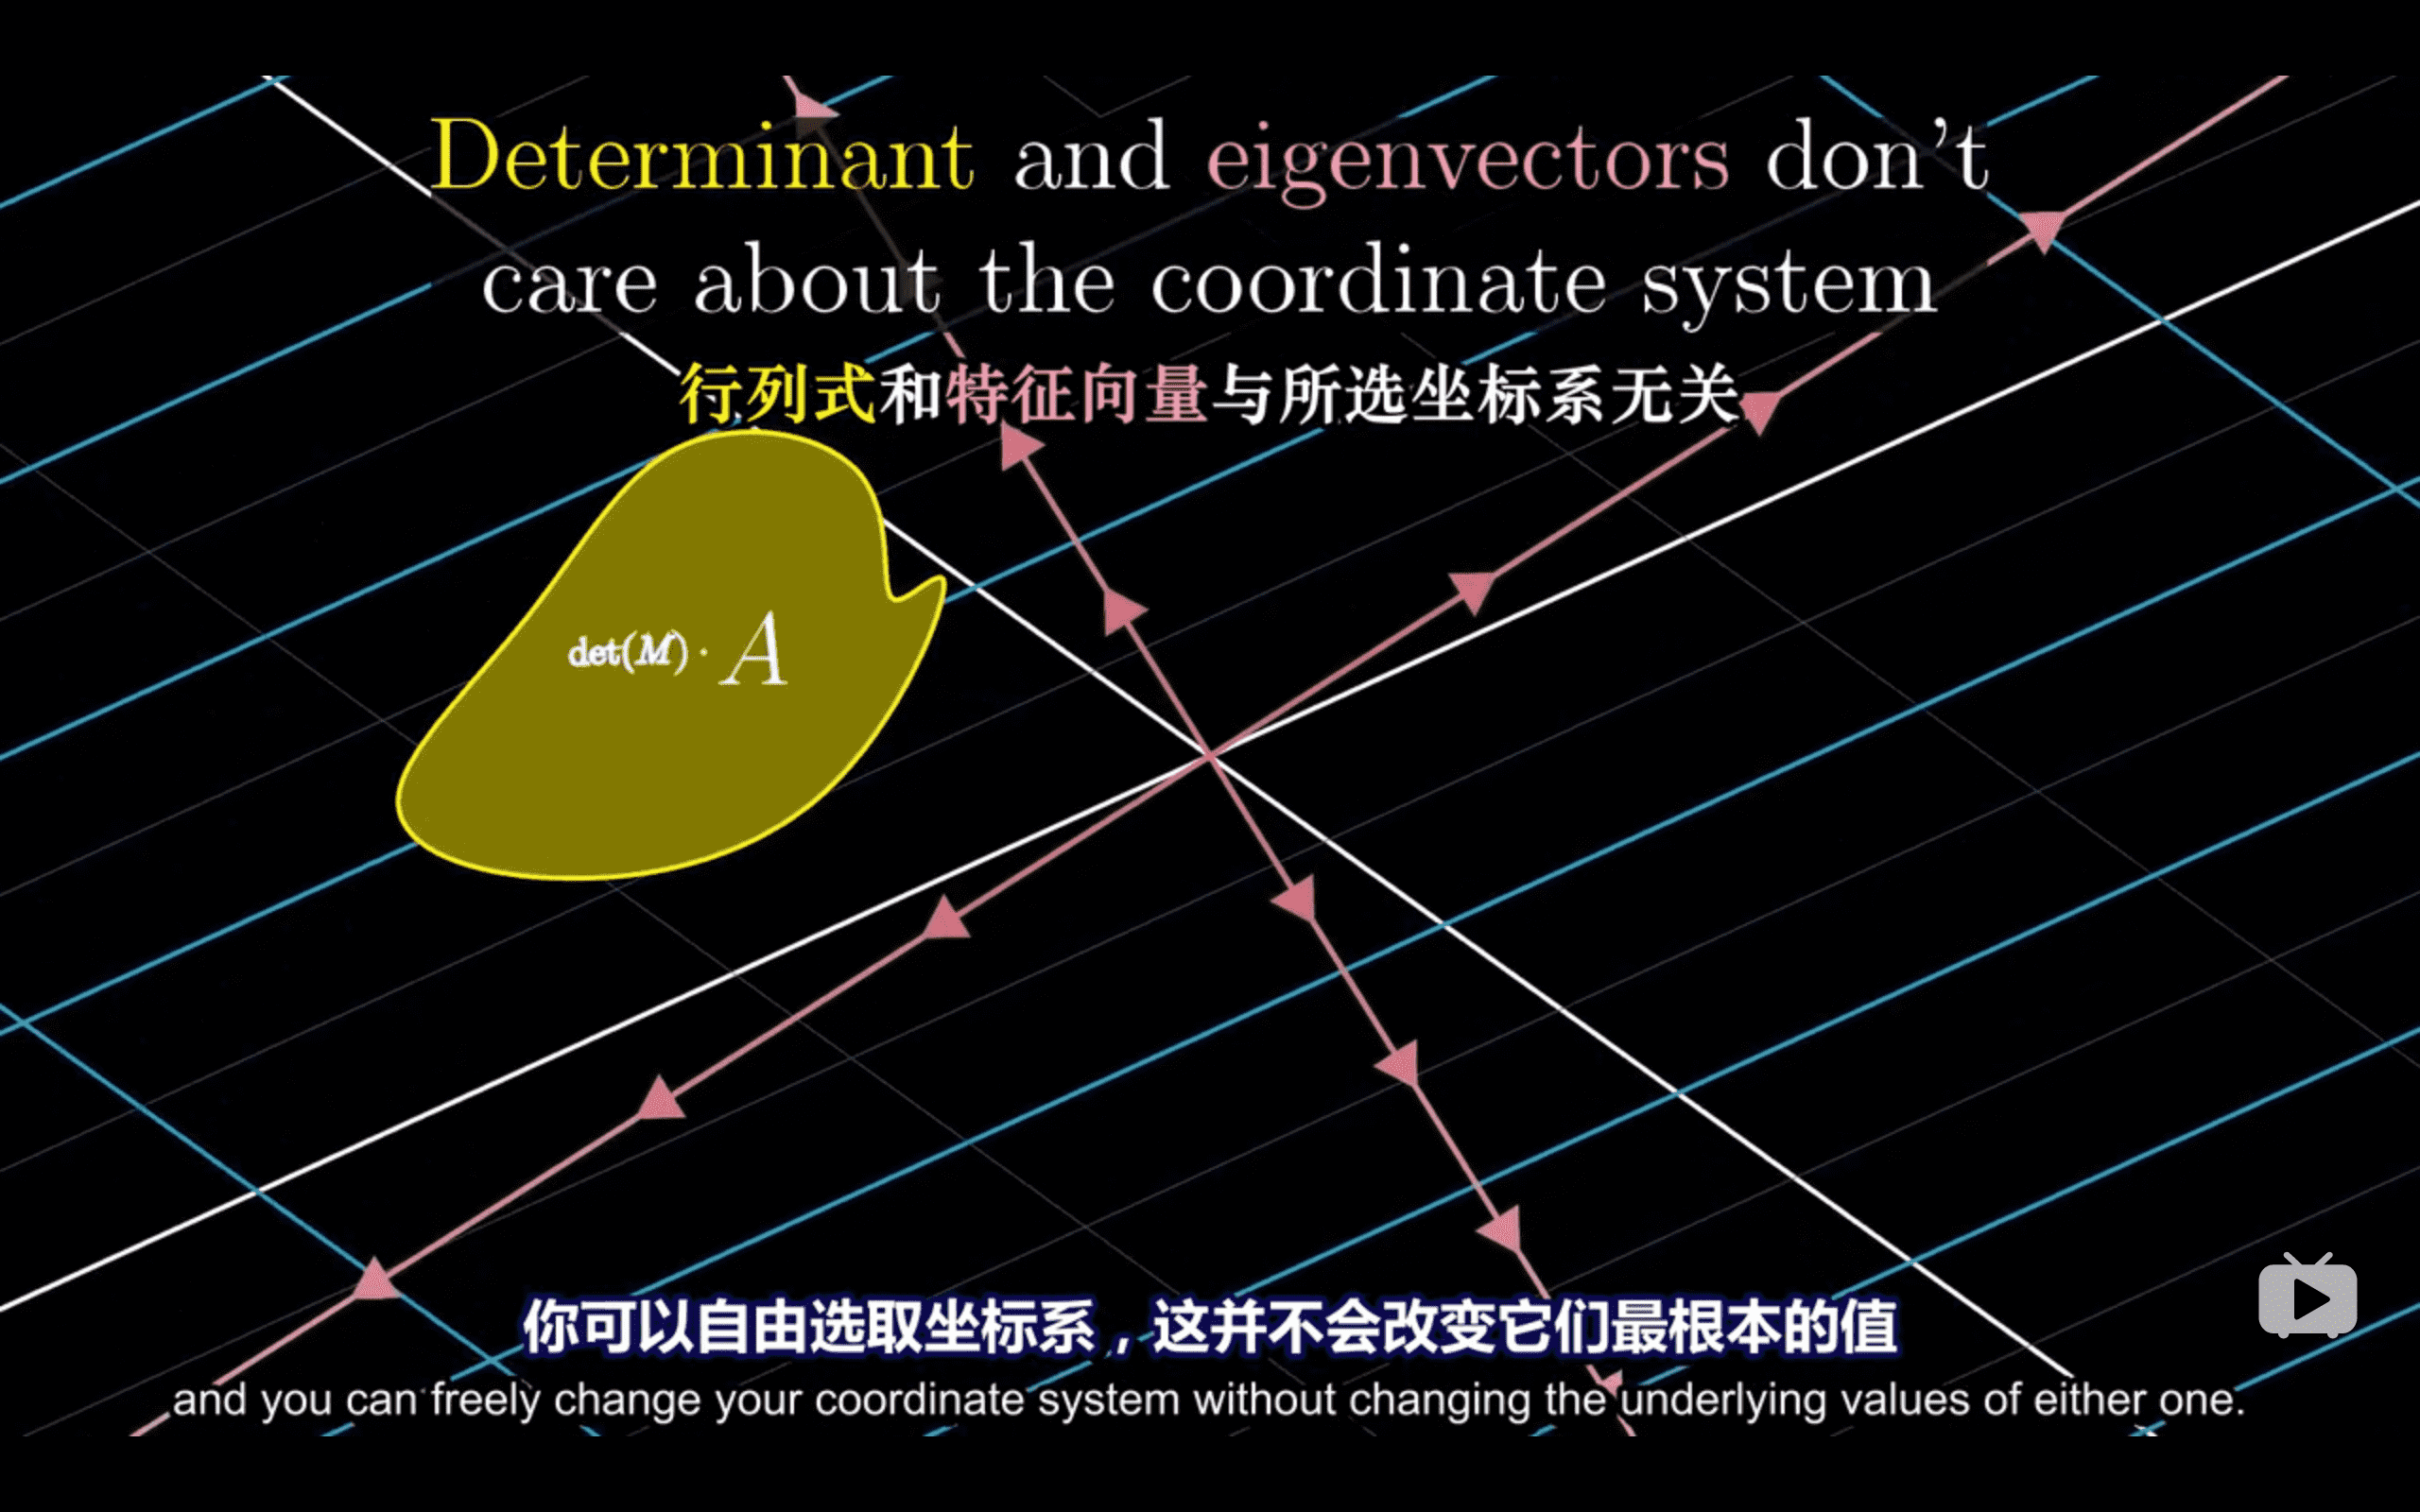 Determinant and eigenvectors don't
care about the coordinate system
行列式和特征向量与所选坐标系无关
det(M) · A
你可以自由选取坐标系，这并不会改变它们最根本的值
and you can freely change your coordinate system without changing the underlying values of either one.